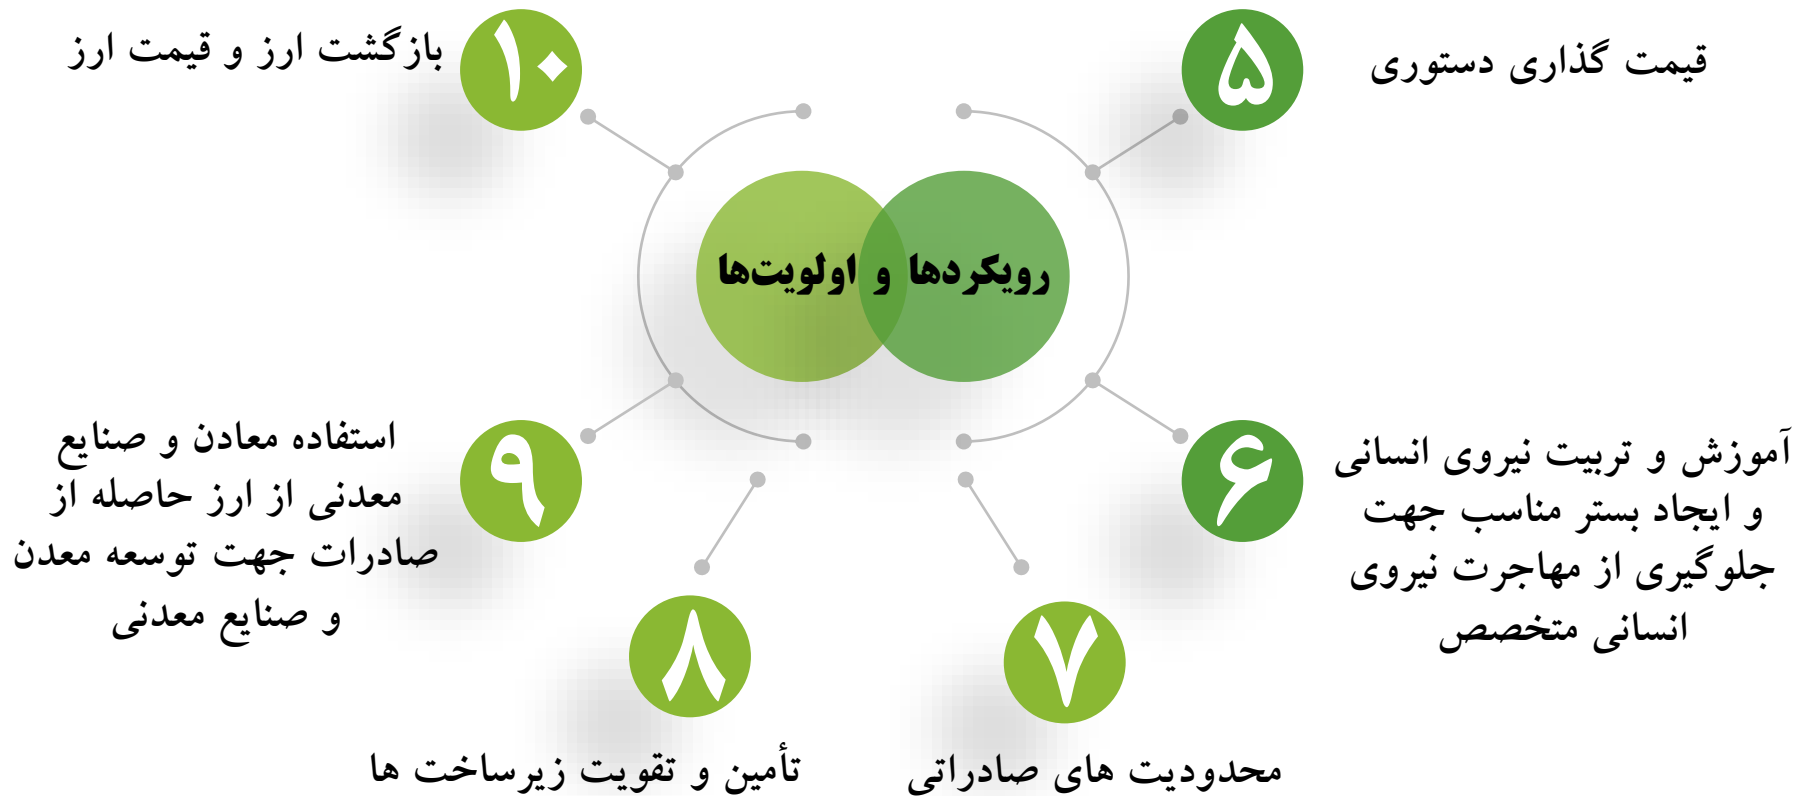 رویکردها و اولویت‌ها
۵
قیمت گذاری دستوری
۶
آموزش و تربیت نیروی انسانی
و ایجاد بستر مناسب جهت
جلوگیری از مهاجرت نیروی
انسانی متخصص
۷
محدودیت های صادراتی
۸
تأمین و تقویت زیرساخت ها
۹
استفاده معادن و صنایع
معدنی از ارز حاصله از
صادرات جهت توسعه معدن
و صنایع معدنی
۱۰
بازگشت ارز و قیمت ارز